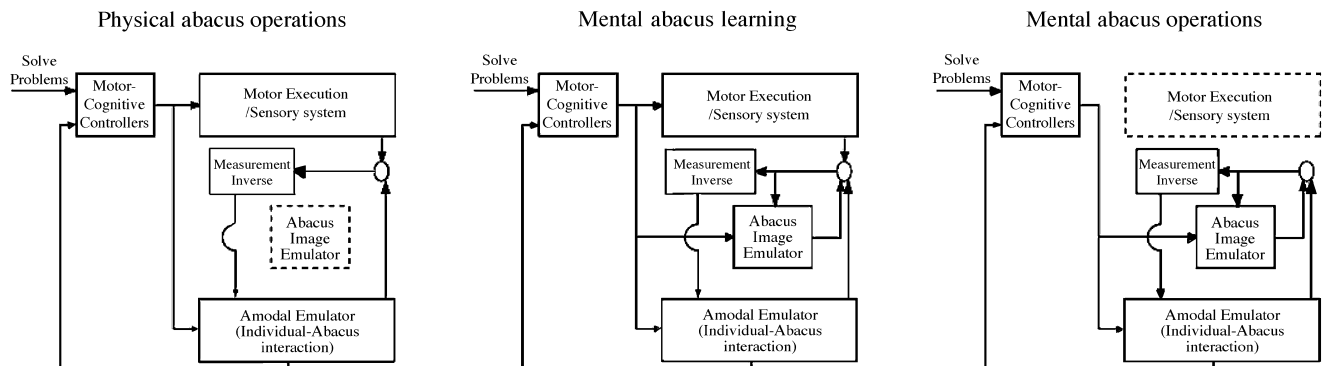 Physical abacus operations
Solve
Problems
Motor-
Cognitive
Controllers
Motor Execution
/Sensory system
Measurement
Inverse
Abacus
Image
Emulator
Amodal Emulator
(Individual-Abacus
interaction)
Mental abacus learning
Solve
Problems
Motor-
Cognitive
Controllers
Motor Execution
/Sensory system
Measurement
Inverse
Abacus
Image
Emulator
Amodal Emulator
(Individual-Abacus
interaction)
Mental abacus operations
Solve
Problems
Motor-
Cognitive
Controllers
Motor Execution
/Sensory system
Measurement
Inverse
Abacus
Image
Emulator
Amodal Emulator
(Individual-Abacus
interaction)